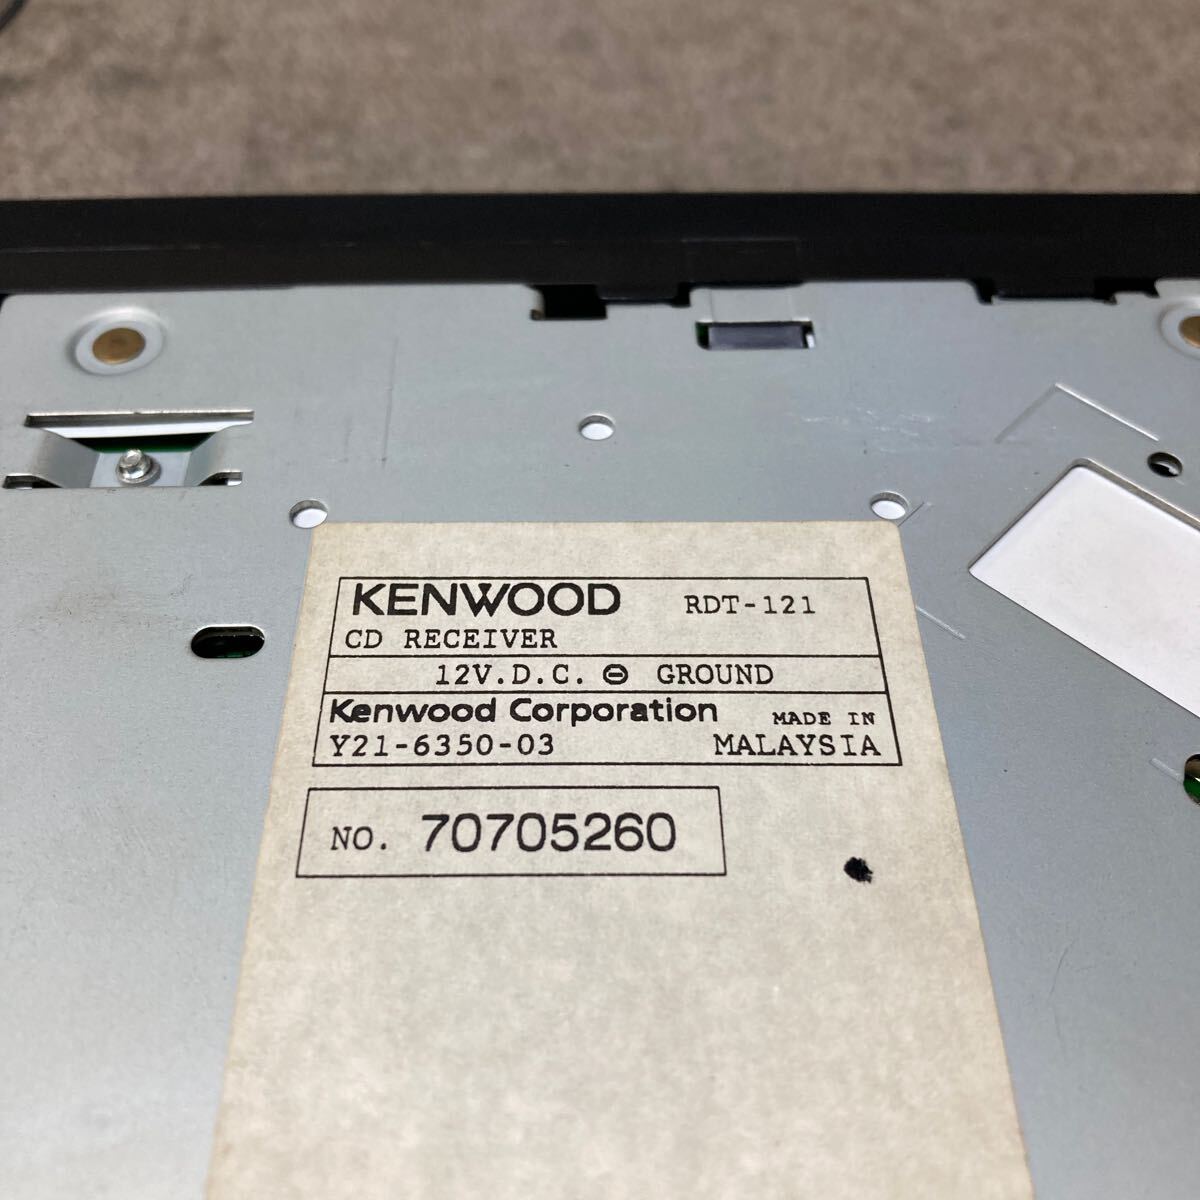 KENWOOD RDT-121
CD RECEIVER
12V.D.C. ⊖ GROUND
Kenwood Corporation MADE IN
Y21-6350-03 MALAYSIA
NO. 70705260